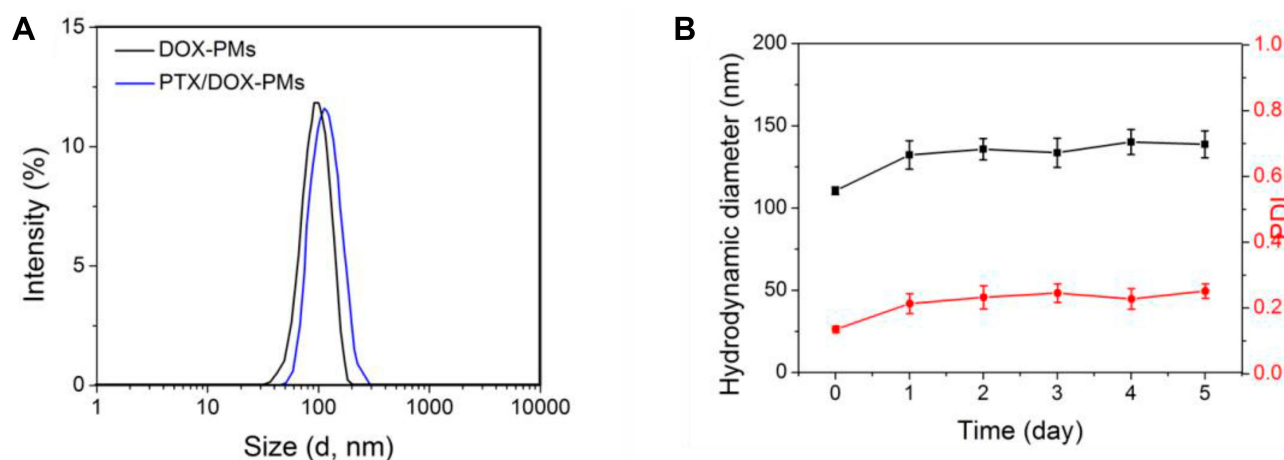 A
DOX-PMs
PTX/DOX-PMs
Intensity (%)
15
10
5
0
1 10 100 1000 10000
Size (d, nm)
B
Hydrodynamic diameter (nm)
200
150
100
50
0
1.0
0.8
0.6
0.4
0.2
0.0
PDI
0 1 2 3 4 5
Time (day)